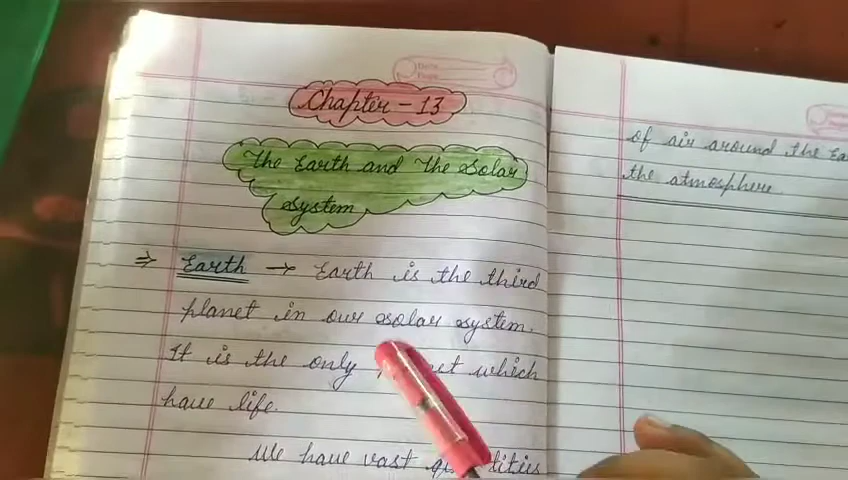 Chapter - 13
The Earth and The Solar
System
⇒ Earth → Earth is the third
planet in our solar system.
It is the only which
have life.
We have vast
of air around the
the atmosphere